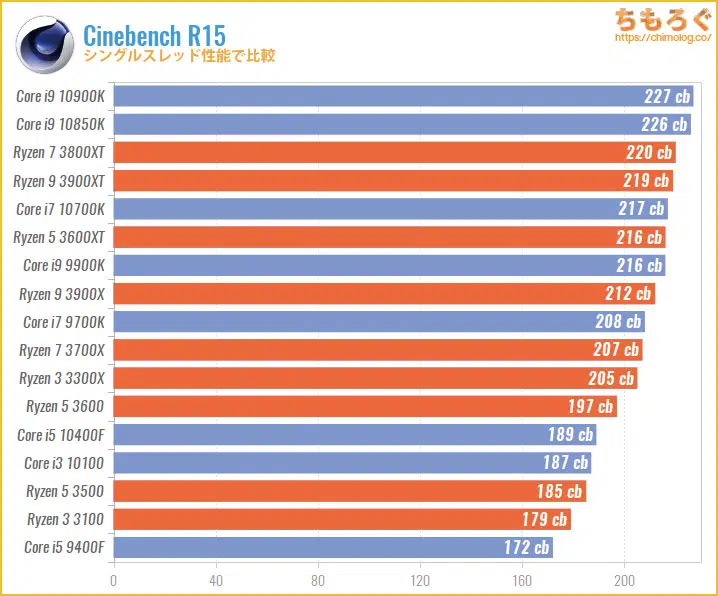 Cinebench R15
シングルスレッド性能で比較
ちもろぐ
https://chimolog.co/
Core i9 10900K 227 cb
Core i9 10850K 226 cb
Ryzen 7 3800XT 220 cb
Ryzen 9 3900XT 219 cb
Core i7 10700K 217 cb
Ryzen 5 3600XT 216 cb
Core i9 9900K 216 cb
Ryzen 9 3900X 212 cb
Core i7 9700K 208 cb
Ryzen 7 3700X 207 cb
Ryzen 3 3300X 205 cb
Ryzen 5 3600 197 cb
Core i5 10400F 189 cb
Core i3 10100 187 cb
Ryzen 5 3500 185 cb
Ryzen 3 3100 179 cb
Core i5 9400F 172 cb
0 40 80 120 160 200